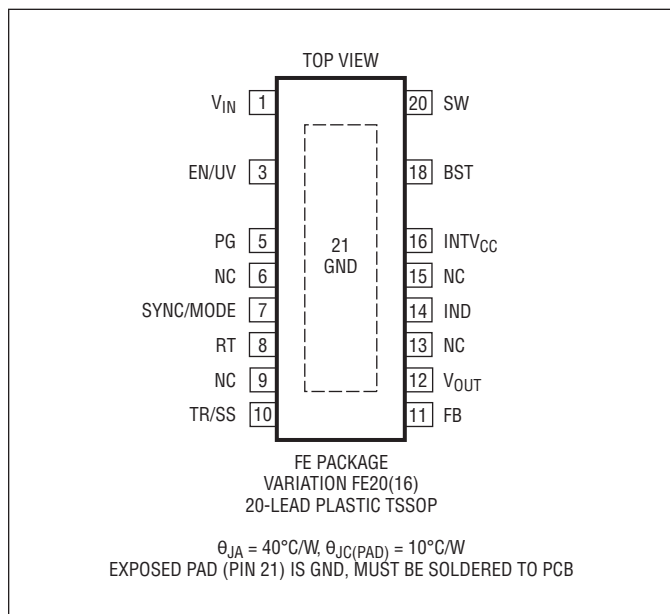 TOP VIEW
V_IN 1 20 SW
EN/UV 3 18 BST
PG 5 16 INTV_CC
NC 6 15 NC
21
GND
SYNC/MODE 7 14 IND
RT 8 13 NC
NC 9 12 V_OUT
TR/SS 10 11 FB
FE PACKAGE
VARIATION FE20(16)
20-LEAD PLASTIC TSSOP
θ_JA = 40°C/W, θ_JC(PAD) = 10°C/W
EXPOSED PAD (PIN 21) IS GND, MUST BE SOLDERED TO PCB